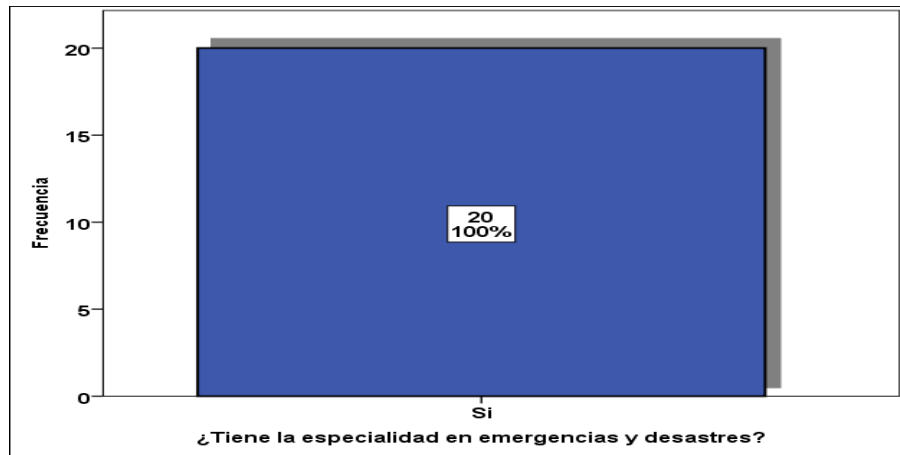 20
15
10
5
0
Frecuencia
20
100%
Si
¿Tiene la especialidad en emergencias y desastres?